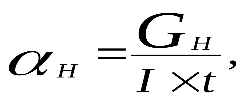 α_H = G_H / (I × t),